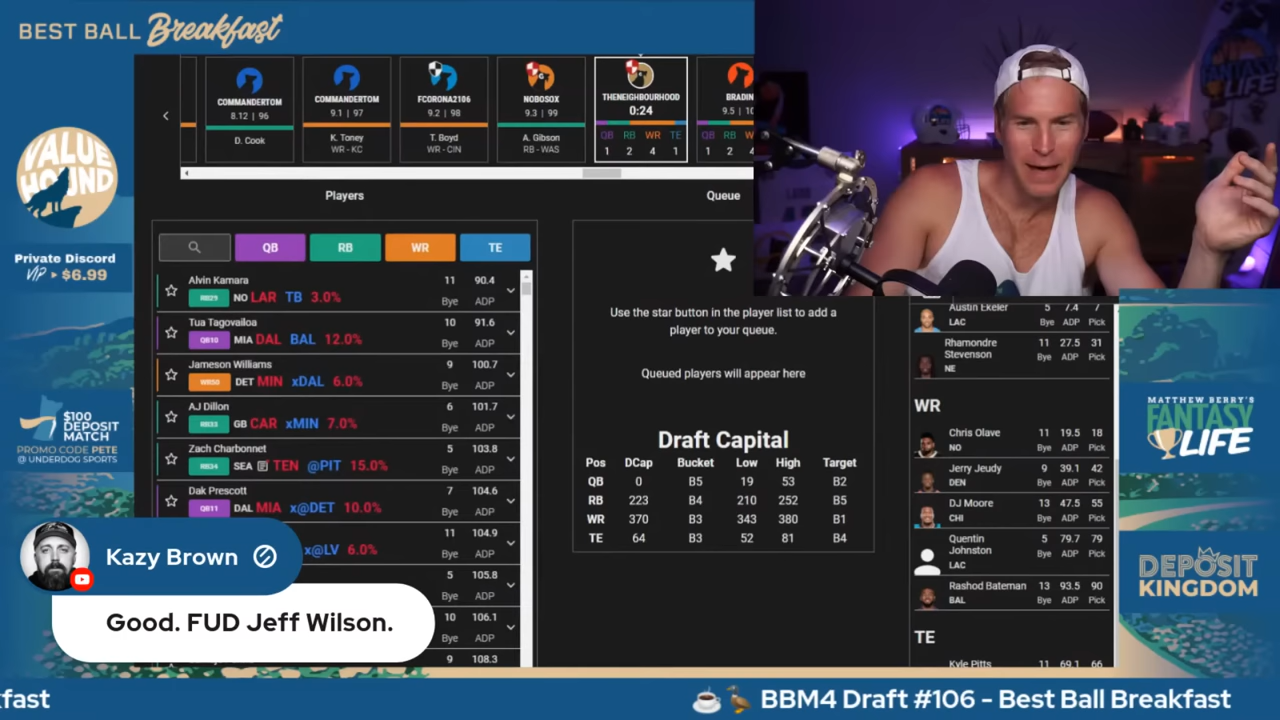 BEST BALL Breakfast
COMMANDERTOM
8.12 | 96
D. Cook
COMMANDERTOM
9.1 | 97
K. Toney
WR - KC
FCORONA2186
9.2 | 98
T. Boyd
WR - CIN
NOBOSOX
9.3 | 99
A. Gibson
RB - WAS
THENEIGHBOURHOOD
0:24
QB RB WR TE
1 2 4 1
BRADIN
9.5 | 10
QB RB W
1 2 4
VALUE
HOUND
Private Discord
VIP ▸ $6.99
$100
DEPOSIT
MATCH
PROMO CODE PETE
@ UNDERDOG SPORTS
Players
QB RB WR TE
Alvin Kamara 11 90.4
RB29 NO LAR TB 3.0% Bye ADP
Tua Tagovailoa 10 91.6
QB10 MIA DAL BAL 12.0% Bye ADP
Jameson Williams 9 100.7
WR50 DET MIN xDAL 6.0% Bye ADP
AJ Dillon 6 101.7
RB33 GB CAR xMIN 7.0% Bye ADP
Zach Charbonnet 5 103.8
RB34 SEA TEN @PIT 15.0% Bye ADP
Dak Prescott 7 104.6
QB11 DAL MIA x@DET 10.0% Bye ADP
11 104.9
x@LV 6.0% Bye ADP
5 105.8
Bye ADP
10 106.1
Bye ADP
9 108.3
Queue
Use the star button in the player list to add a
player to your queue.
Queued players will appear here
Draft Capital
Pos DCap Bucket Low High Target
QB 0 B5 19 53 B2
RB 223 B4 210 252 B5
WR 370 B3 343 380 B1
TE 64 B3 52 81 B4
Austin Ekeler 5 7.4 7
LAC Bye ADP Pick
Rhamondre
Stevenson 11 27.5 31
NE Bye ADP Pick
WR
Chris Olave 11 19.5 18
NO Bye ADP Pick
Jerry Jeudy 9 39.1 42
DEN Bye ADP Pick
DJ Moore 13 47.5 55
CHI Bye ADP Pick
Quentin
Johnston 5 79.7 79
LAC Bye ADP Pick
Rashod Bateman 13 93.5 90
BAL Bye ADP Pick
TE
Kyle Pitts 11 69.1 66
MATTHEW BERRY'S
FANTASY
LIFE
DEPOSIT
KINGDOM
Kazy Brown
Good. FUD Jeff Wilson.
kfast
BBM4 Draft #106 - Best Ball Breakfast